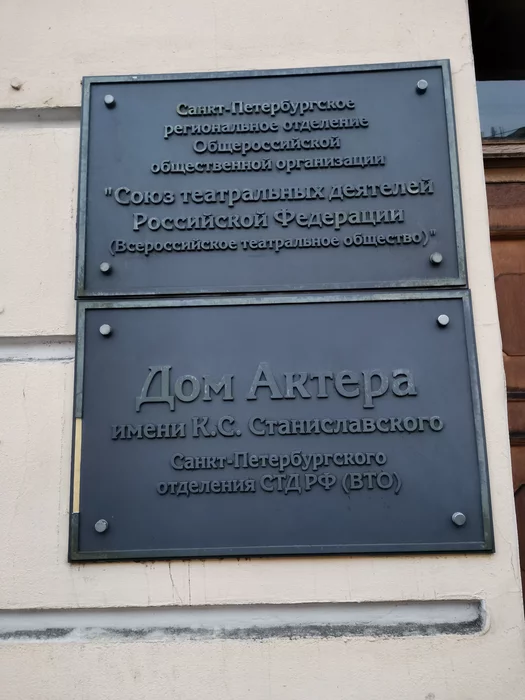 Санкт-Петербургское
региональное отделение
Общероссийской
общественной организации
"Союз театральных деятелей
Российской Федерации
(Всероссийское театральное общество)"
Дом Актера
имени К.С. Станиславского
Санкт-Петербургского
отделения СТД РФ (ВТО)